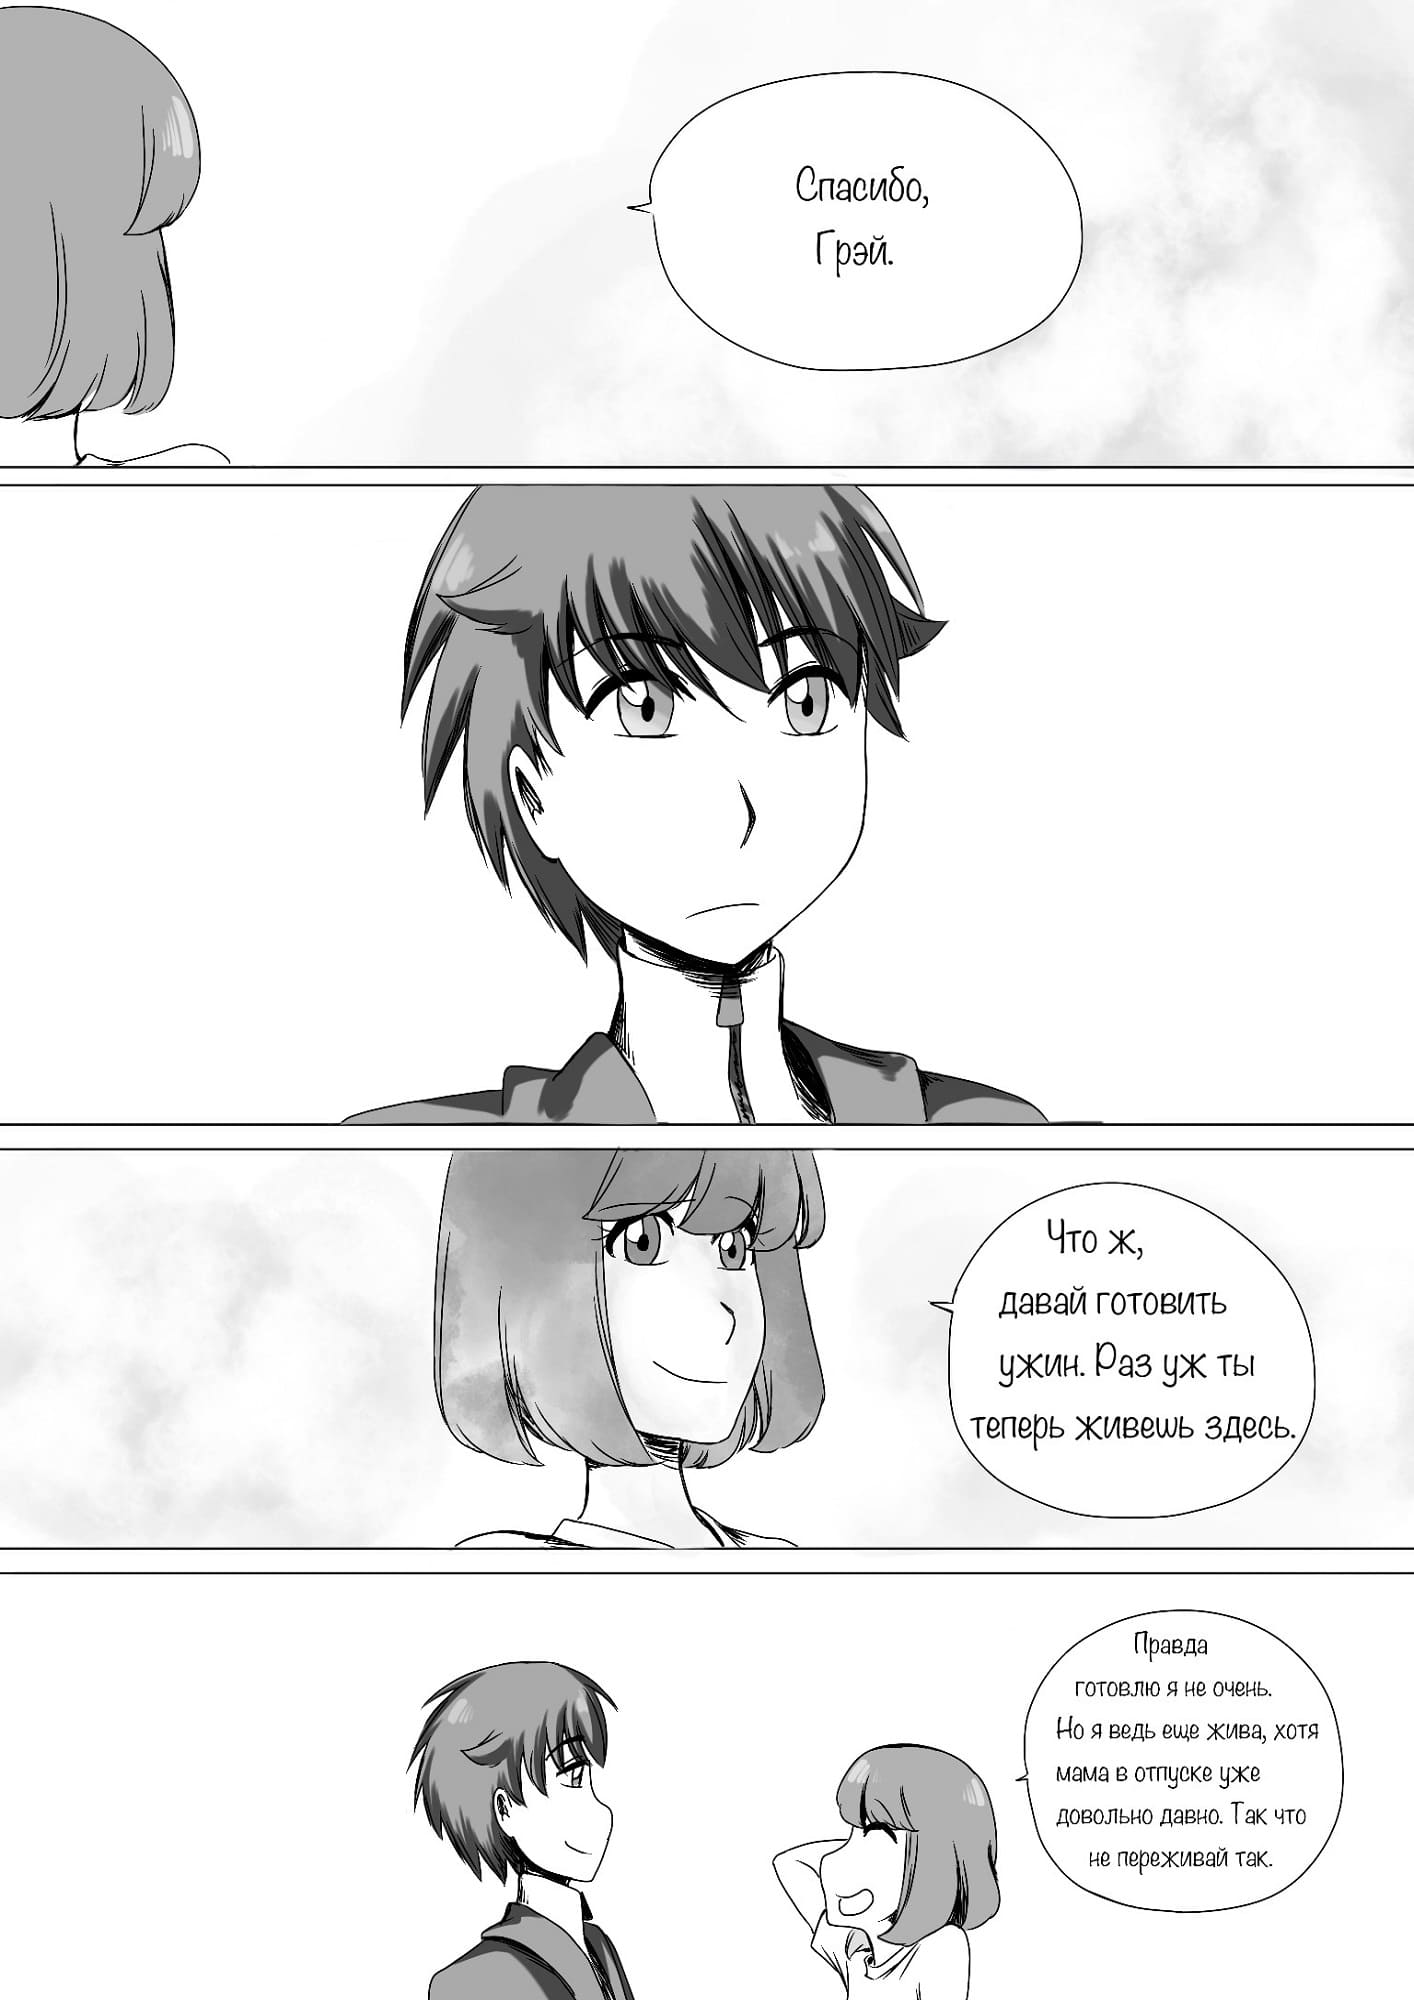 Спасибо,
Грэй.
Что ж,
давай готовить
ужин. Раз уж ты
теперь живешь здесь.
Правда
готовлю я не очень.
Но я ведь еще жива, хотя
мама в отпуске уже
довольно давно. Так что
не переживай так.